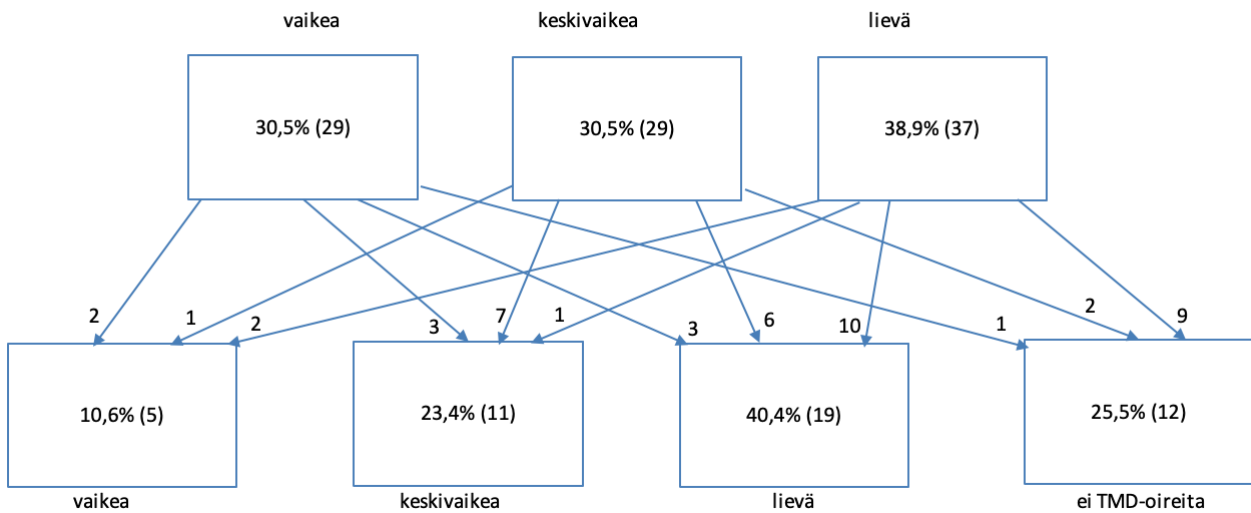 vaikea keskivaikea lievä
30,5% (29) 30,5% (29) 38,9% (37)
2 1 2 3 7 1 3 6 10 1 2 9
10,6% (5) 23,4% (11) 40,4% (19) 25,5% (12)
vaikea keskivaikea lievä ei TMD-oireita